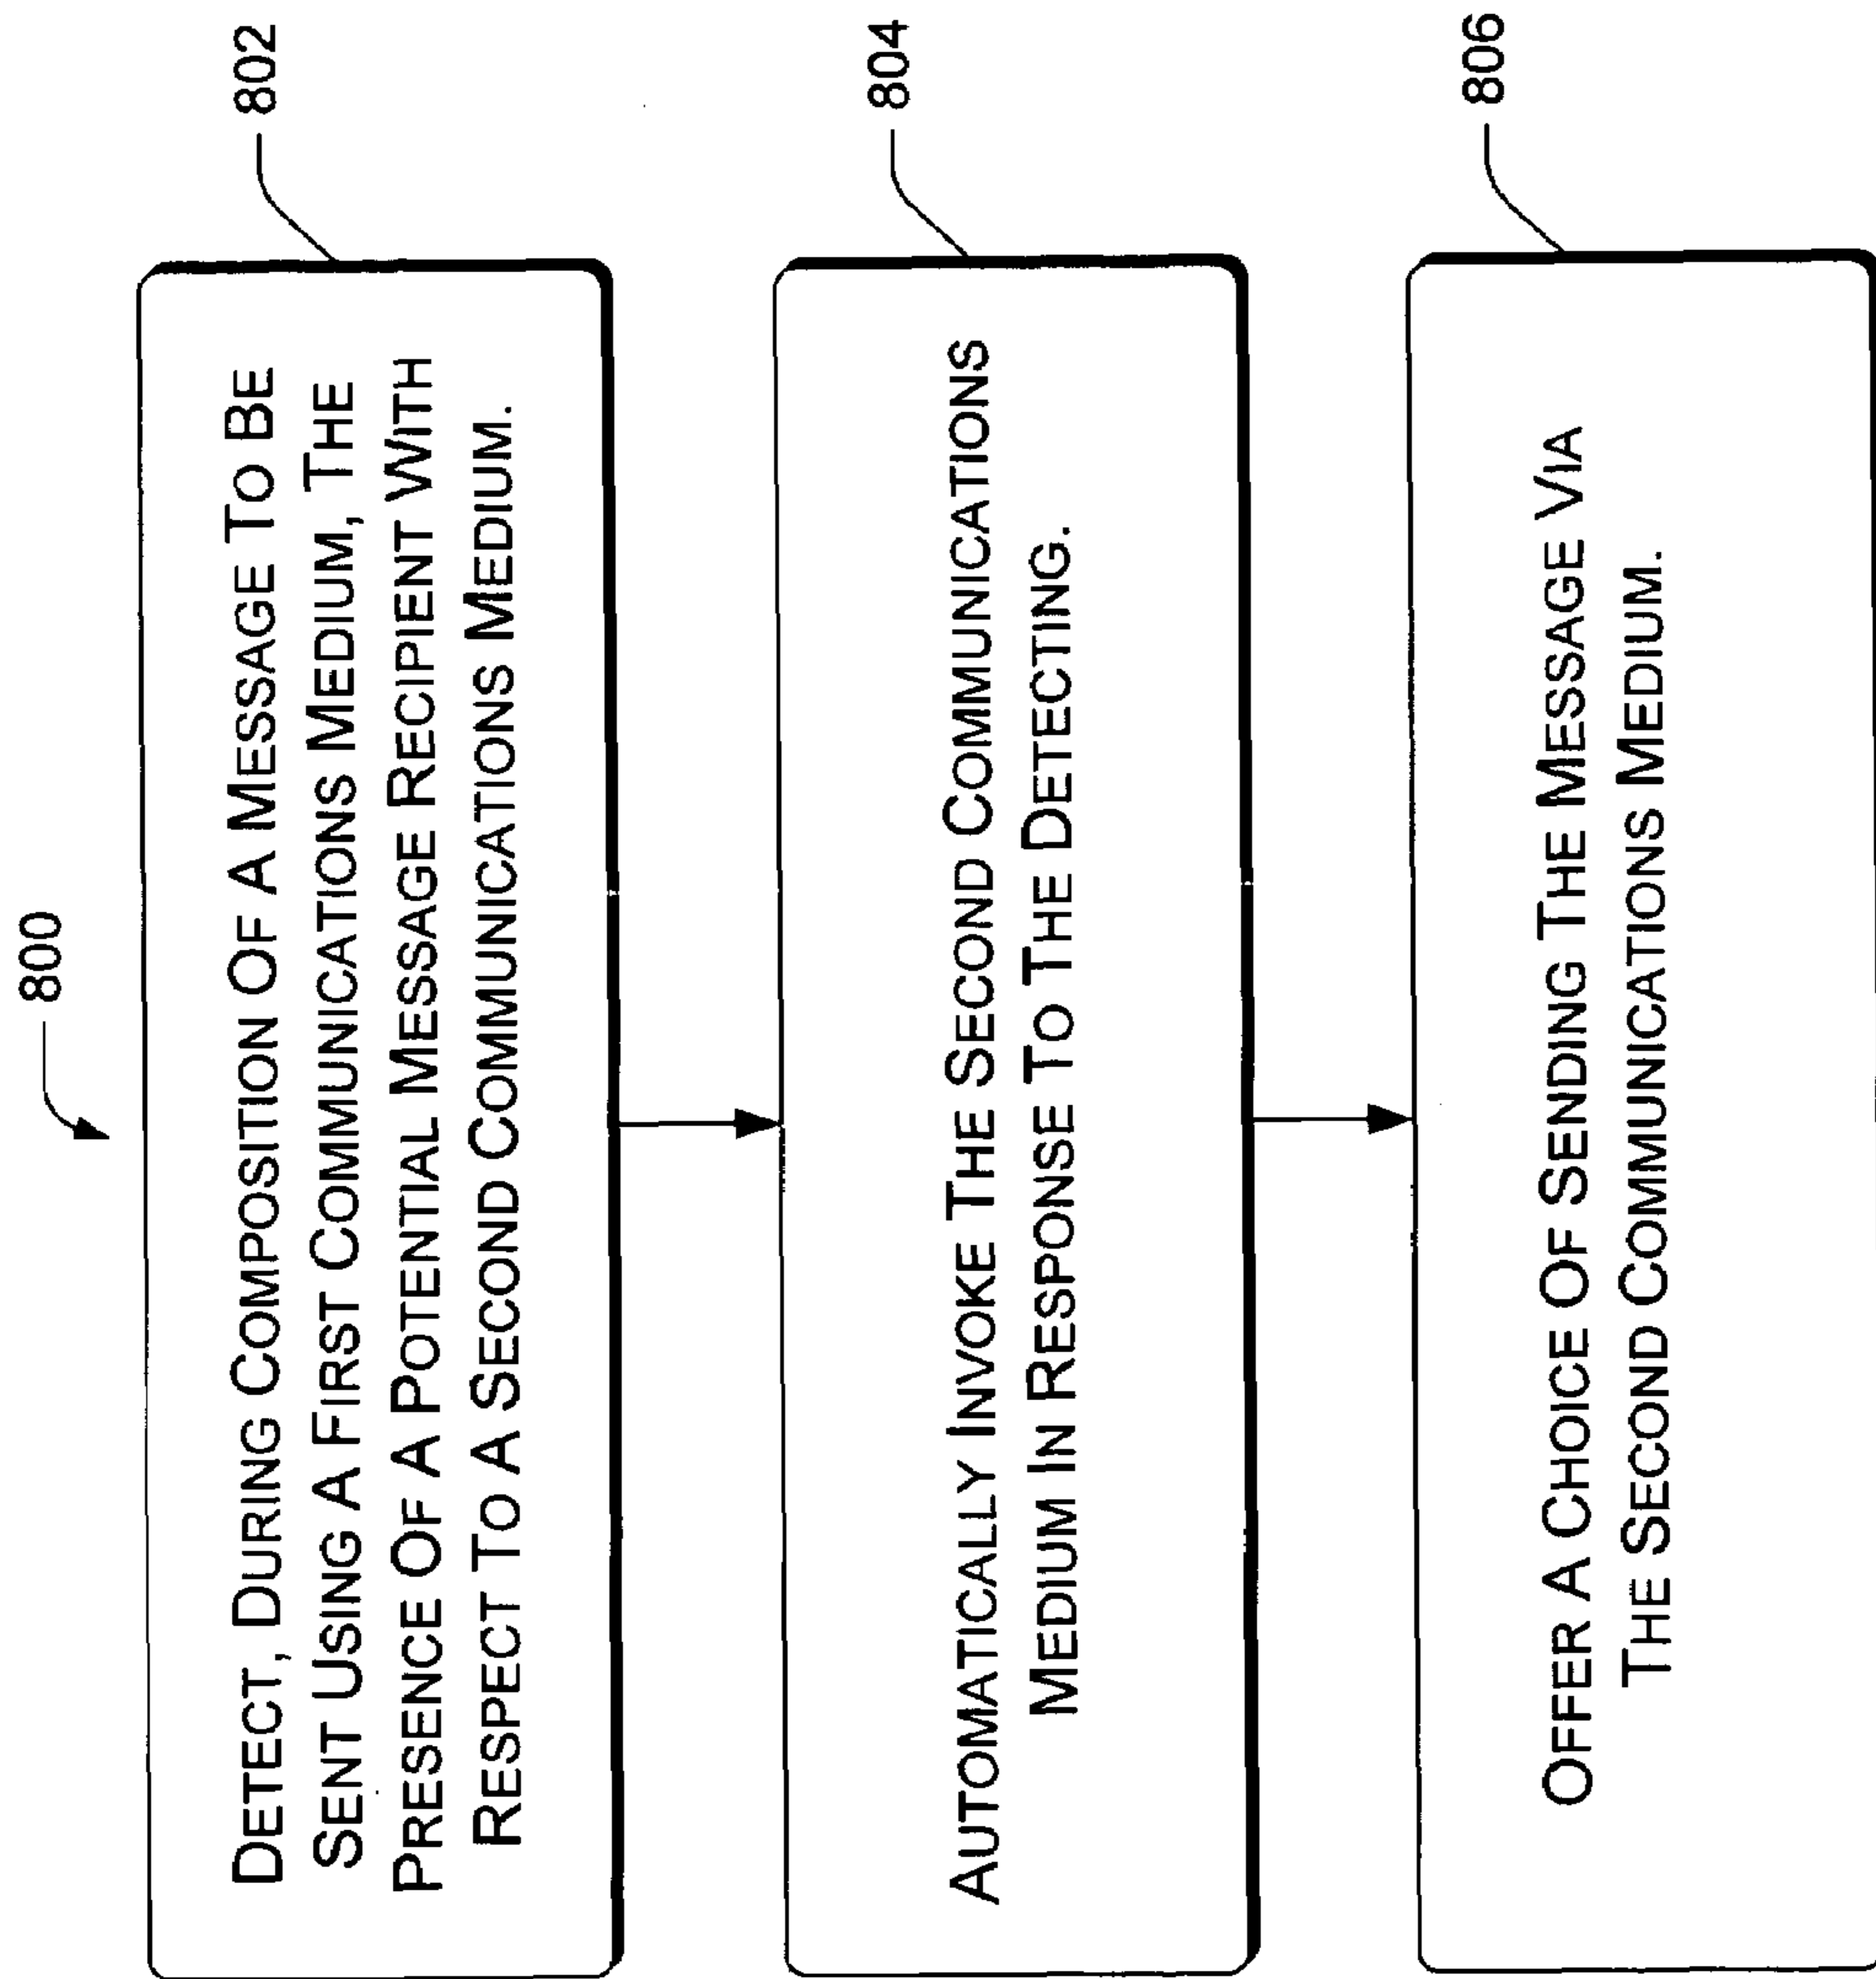 800
DETECT, DURING COMPOSITION OF A MESSAGE TO BE
SENT USING A FIRST COMMUNICATIONS MEDIUM, THE
PRESENCE OF A POTENTIAL MESSAGE RECIPIENT WITH
RESPECT TO A SECOND COMMUNICATIONS MEDIUM.
802
AUTOMATICALLY INVOKE THE SECOND COMMUNICATIONS
MEDIUM IN RESPONSE TO THE DETECTING.
804
OFFER A CHOICE OF SENDING THE MESSAGE VIA
THE SECOND COMMUNICATIONS MEDIUM.
806